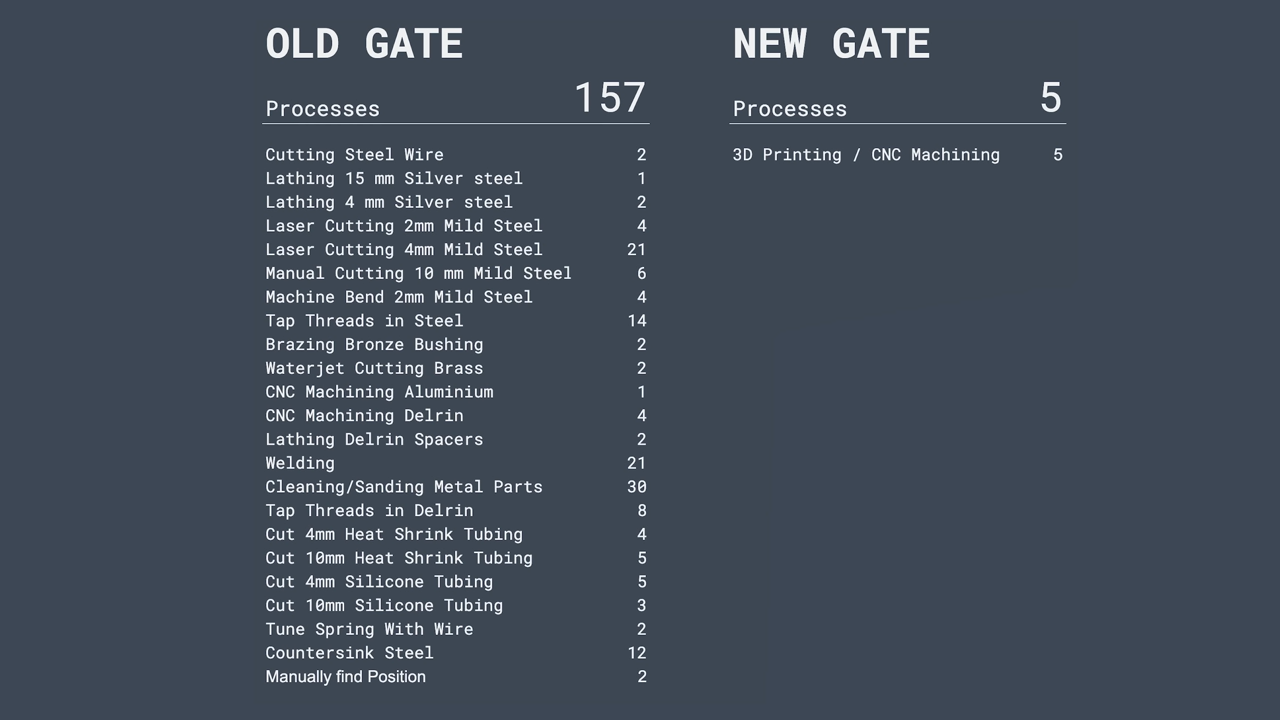 OLD GATE
Processes 157
Cutting Steel Wire 2
Lathing 15 mm Silver steel 1
Lathing 4 mm Silver steel 2
Laser Cutting 2mm Mild Steel 4
Laser Cutting 4mm Mild Steel 21
Manual Cutting 10 mm Mild Steel 6
Machine Bend 2mm Mild Steel 4
Tap Threads in Steel 14
Brazing Bronze Bushing 2
Waterjet Cutting Brass 2
CNC Machining Aluminium 1
CNC Machining Delrin 4
Lathing Delrin Spacers 2
Welding 21
Cleaning/Sanding Metal Parts 30
Tap Threads in Delrin 8
Cut 4mm Heat Shrink Tubing 4
Cut 10mm Heat Shrink Tubing 5
Cut 4mm Silicone Tubing 5
Cut 10mm Silicone Tubing 3
Tune Spring With Wire 2
Countersink Steel 12
Manually find Position 2
NEW GATE
Processes 5
3D Printing / CNC Machining 5